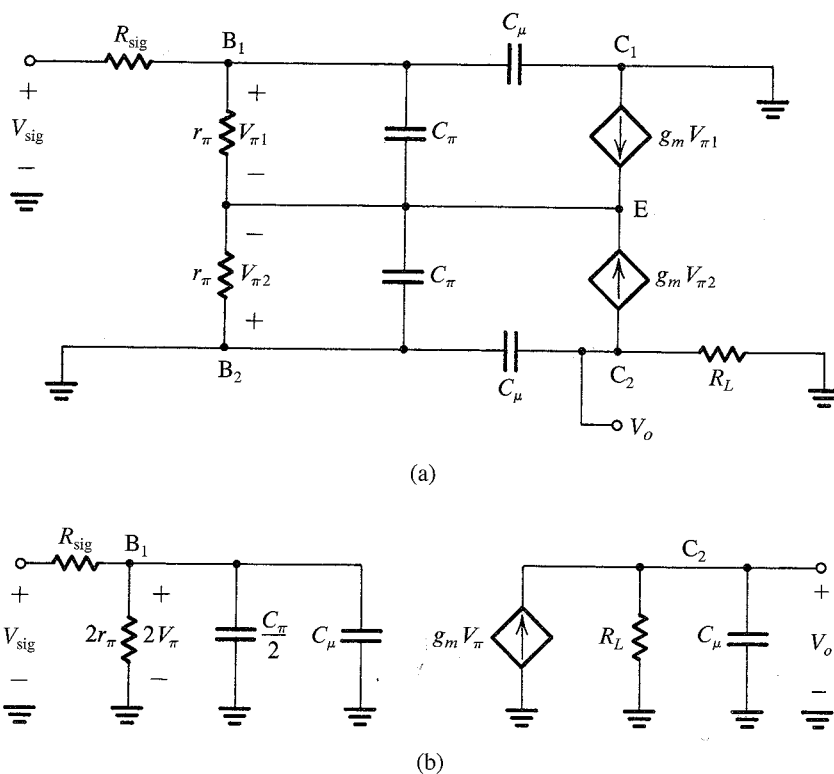 R_sig
B_1
C_μ
C_1
+
V_sig
−
r_π
+
V_π1
−
C_π
g_m V_π1
E
−
r_π
V_π2
+
C_π
g_m V_π2
B_2
C_μ
C_2
R_L
V_o
(a)
R_sig
B_1
C_2
+
V_sig
−
2r_π
+
2V_π
−
C_π/2
C_μ
g_m V_π
R_L
C_μ
+
V_o
−
(b)